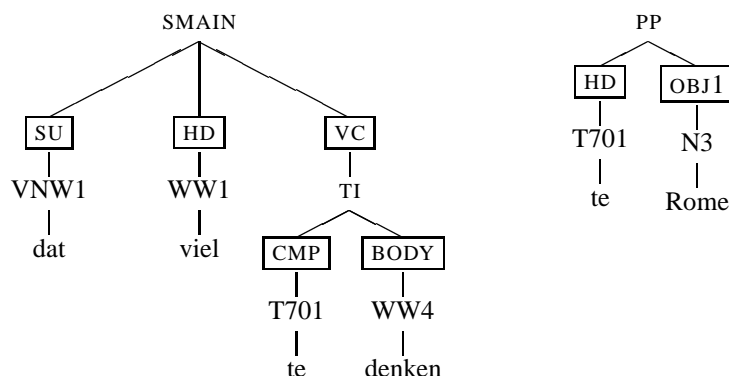 SMAIN PP
HD OBJ1
SU HD VC T701 N3
VNW1 WW1 TI te Rome
dat viel CMP BODY
T701 WW4
te denken